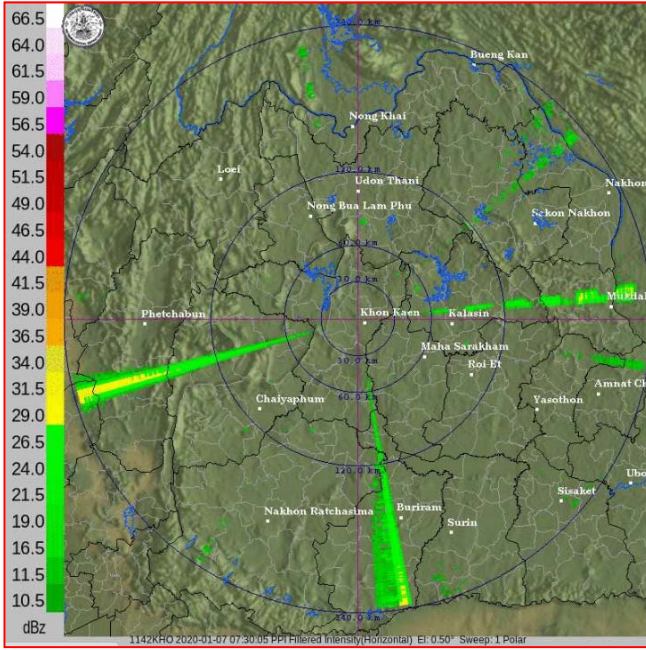 66.5
64.0
61.5
59.0
56.5
54.0
51.5
49.0
46.5
44.0
41.5
39.0
36.5
34.0
31.5
29.0
26.5
24.0
21.5
19.0
16.5
11.5
10.5
dBz
Bueng Kan
Nong Khai
Loei
Udon Thani
Nakhon
Nong Bua Lam Phu
Sakon Nakhon
Mukdah
Phetchabun
Khon Kaen
Kalasin
30.0 km
Maha Sarakham
Roi Et
60.0 km
Amnat Ch
Chaiyaphum
Yasothon
120.0 km
Ubo
Sisaket
Nakhon Ratchasima
Buriram
Surin
240.0 km
1142KHO 2020-01-07 07:30:05 PPI Filtered Intensity(Horizontal) El: 0.50° Sweep: 1 Polar